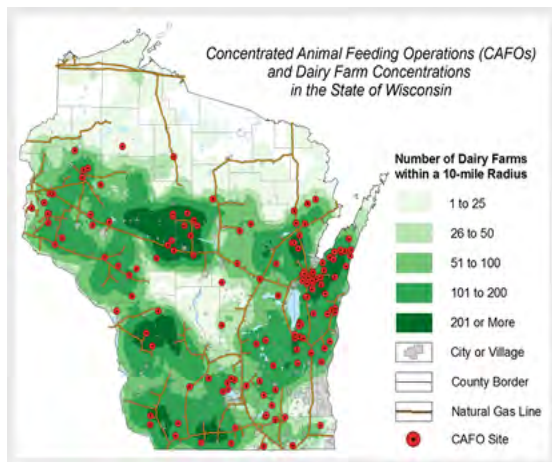 Concentrated Animal Feeding Operations (CAFOs)
and Dairy Farm Concentrations
in the State of Wisconsin
Number of Dairy Farms
within a 10-mile Radius
1 to 25
26 to 50
51 to 100
101 to 200
201 or More
City or Village
County Border
Natural Gas Line
CAFO Site